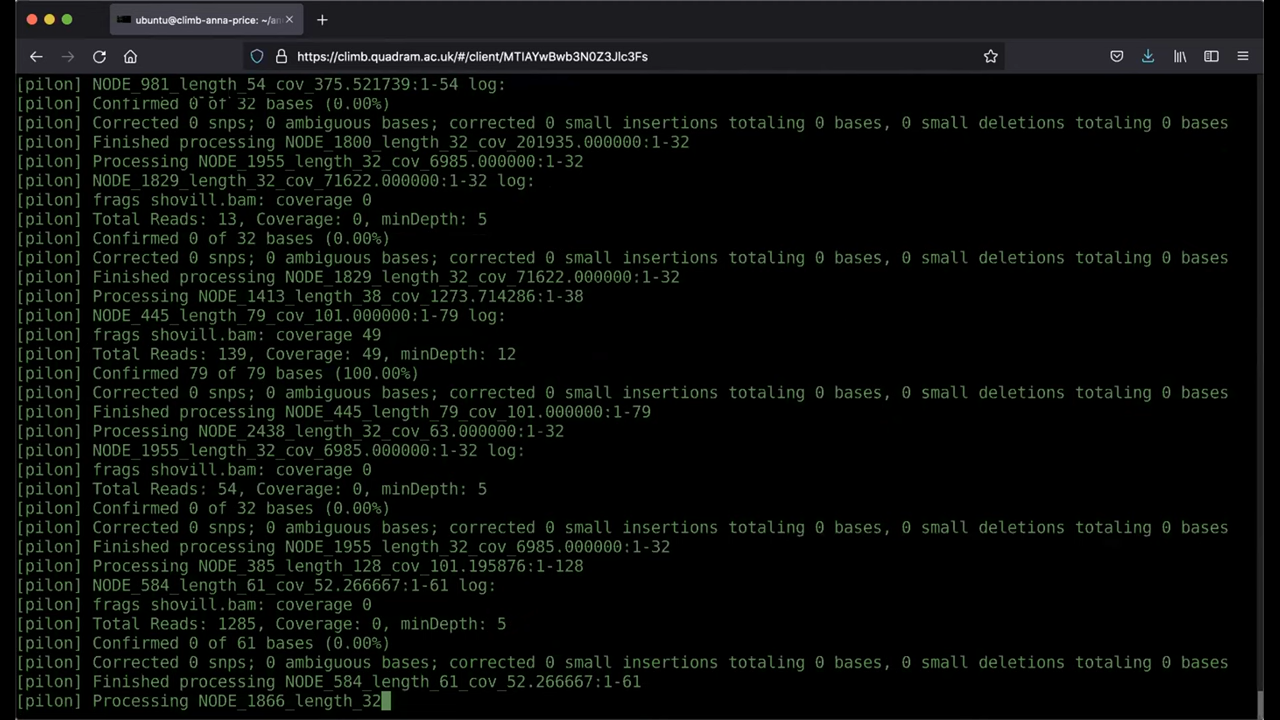 ubuntu@climb-anna-price: ~/an
https://climb.quadram.ac.uk/#/client/MTIAYwBwb3N0Z3Jlc3Fs
[pilon] NODE_981_length_54_cov_375.521739:1-54 log:
[pilon] Confirmed 0 of 32 bases (0.00%)
[pilon] Corrected 0 snps; 0 ambiguous bases; corrected 0 small insertions totaling 0 bases, 0 small deletions totaling 0 bases
[pilon] Finished processing NODE_1800_length_32_cov_201935.000000:1-32
[pilon] Processing NODE_1955_length_32_cov_6985.000000:1-32
[pilon] NODE_1829_length_32_cov_71622.000000:1-32 log:
[pilon] frags shovill.bam: coverage 0
[pilon] Total Reads: 13, Coverage: 0, minDepth: 5
[pilon] Confirmed 0 of 32 bases (0.00%)
[pilon] Corrected 0 snps; 0 ambiguous bases; corrected 0 small insertions totaling 0 bases, 0 small deletions totaling 0 bases
[pilon] Finished processing NODE_1829_length_32_cov_71622.000000:1-32
[pilon] Processing NODE_1413_length_38_cov_1273.714286:1-38
[pilon] NODE_445_length_79_cov_101.000000:1-79 log:
[pilon] frags shovill.bam: coverage 49
[pilon] Total Reads: 139, Coverage: 49, minDepth: 12
[pilon] Confirmed 79 of 79 bases (100.00%)
[pilon] Corrected 0 snps; 0 ambiguous bases; corrected 0 small insertions totaling 0 bases, 0 small deletions totaling 0 bases
[pilon] Finished processing NODE_445_length_79_cov_101.000000:1-79
[pilon] Processing NODE_2438_length_32_cov_63.000000:1-32
[pilon] NODE_1955_length_32_cov_6985.000000:1-32 log:
[pilon] frags shovill.bam: coverage 0
[pilon] Total Reads: 54, Coverage: 0, minDepth: 5
[pilon] Confirmed 0 of 32 bases (0.00%)
[pilon] Corrected 0 snps; 0 ambiguous bases; corrected 0 small insertions totaling 0 bases, 0 small deletions totaling 0 bases
[pilon] Finished processing NODE_1955_length_32_cov_6985.000000:1-32
[pilon] Processing NODE_385_length_128_cov_101.195876:1-128
[pilon] NODE_584_length_61_cov_52.266667:1-61 log:
[pilon] frags shovill.bam: coverage 0
[pilon] Total Reads: 1285, Coverage: 0, minDepth: 5
[pilon] Confirmed 0 of 61 bases (0.00%)
[pilon] Corrected 0 snps; 0 ambiguous bases; corrected 0 small insertions totaling 0 bases, 0 small deletions totaling 0 bases
[pilon] Finished processing NODE_584_length_61_cov_52.266667:1-61
[pilon] Processing NODE_1866_length_32